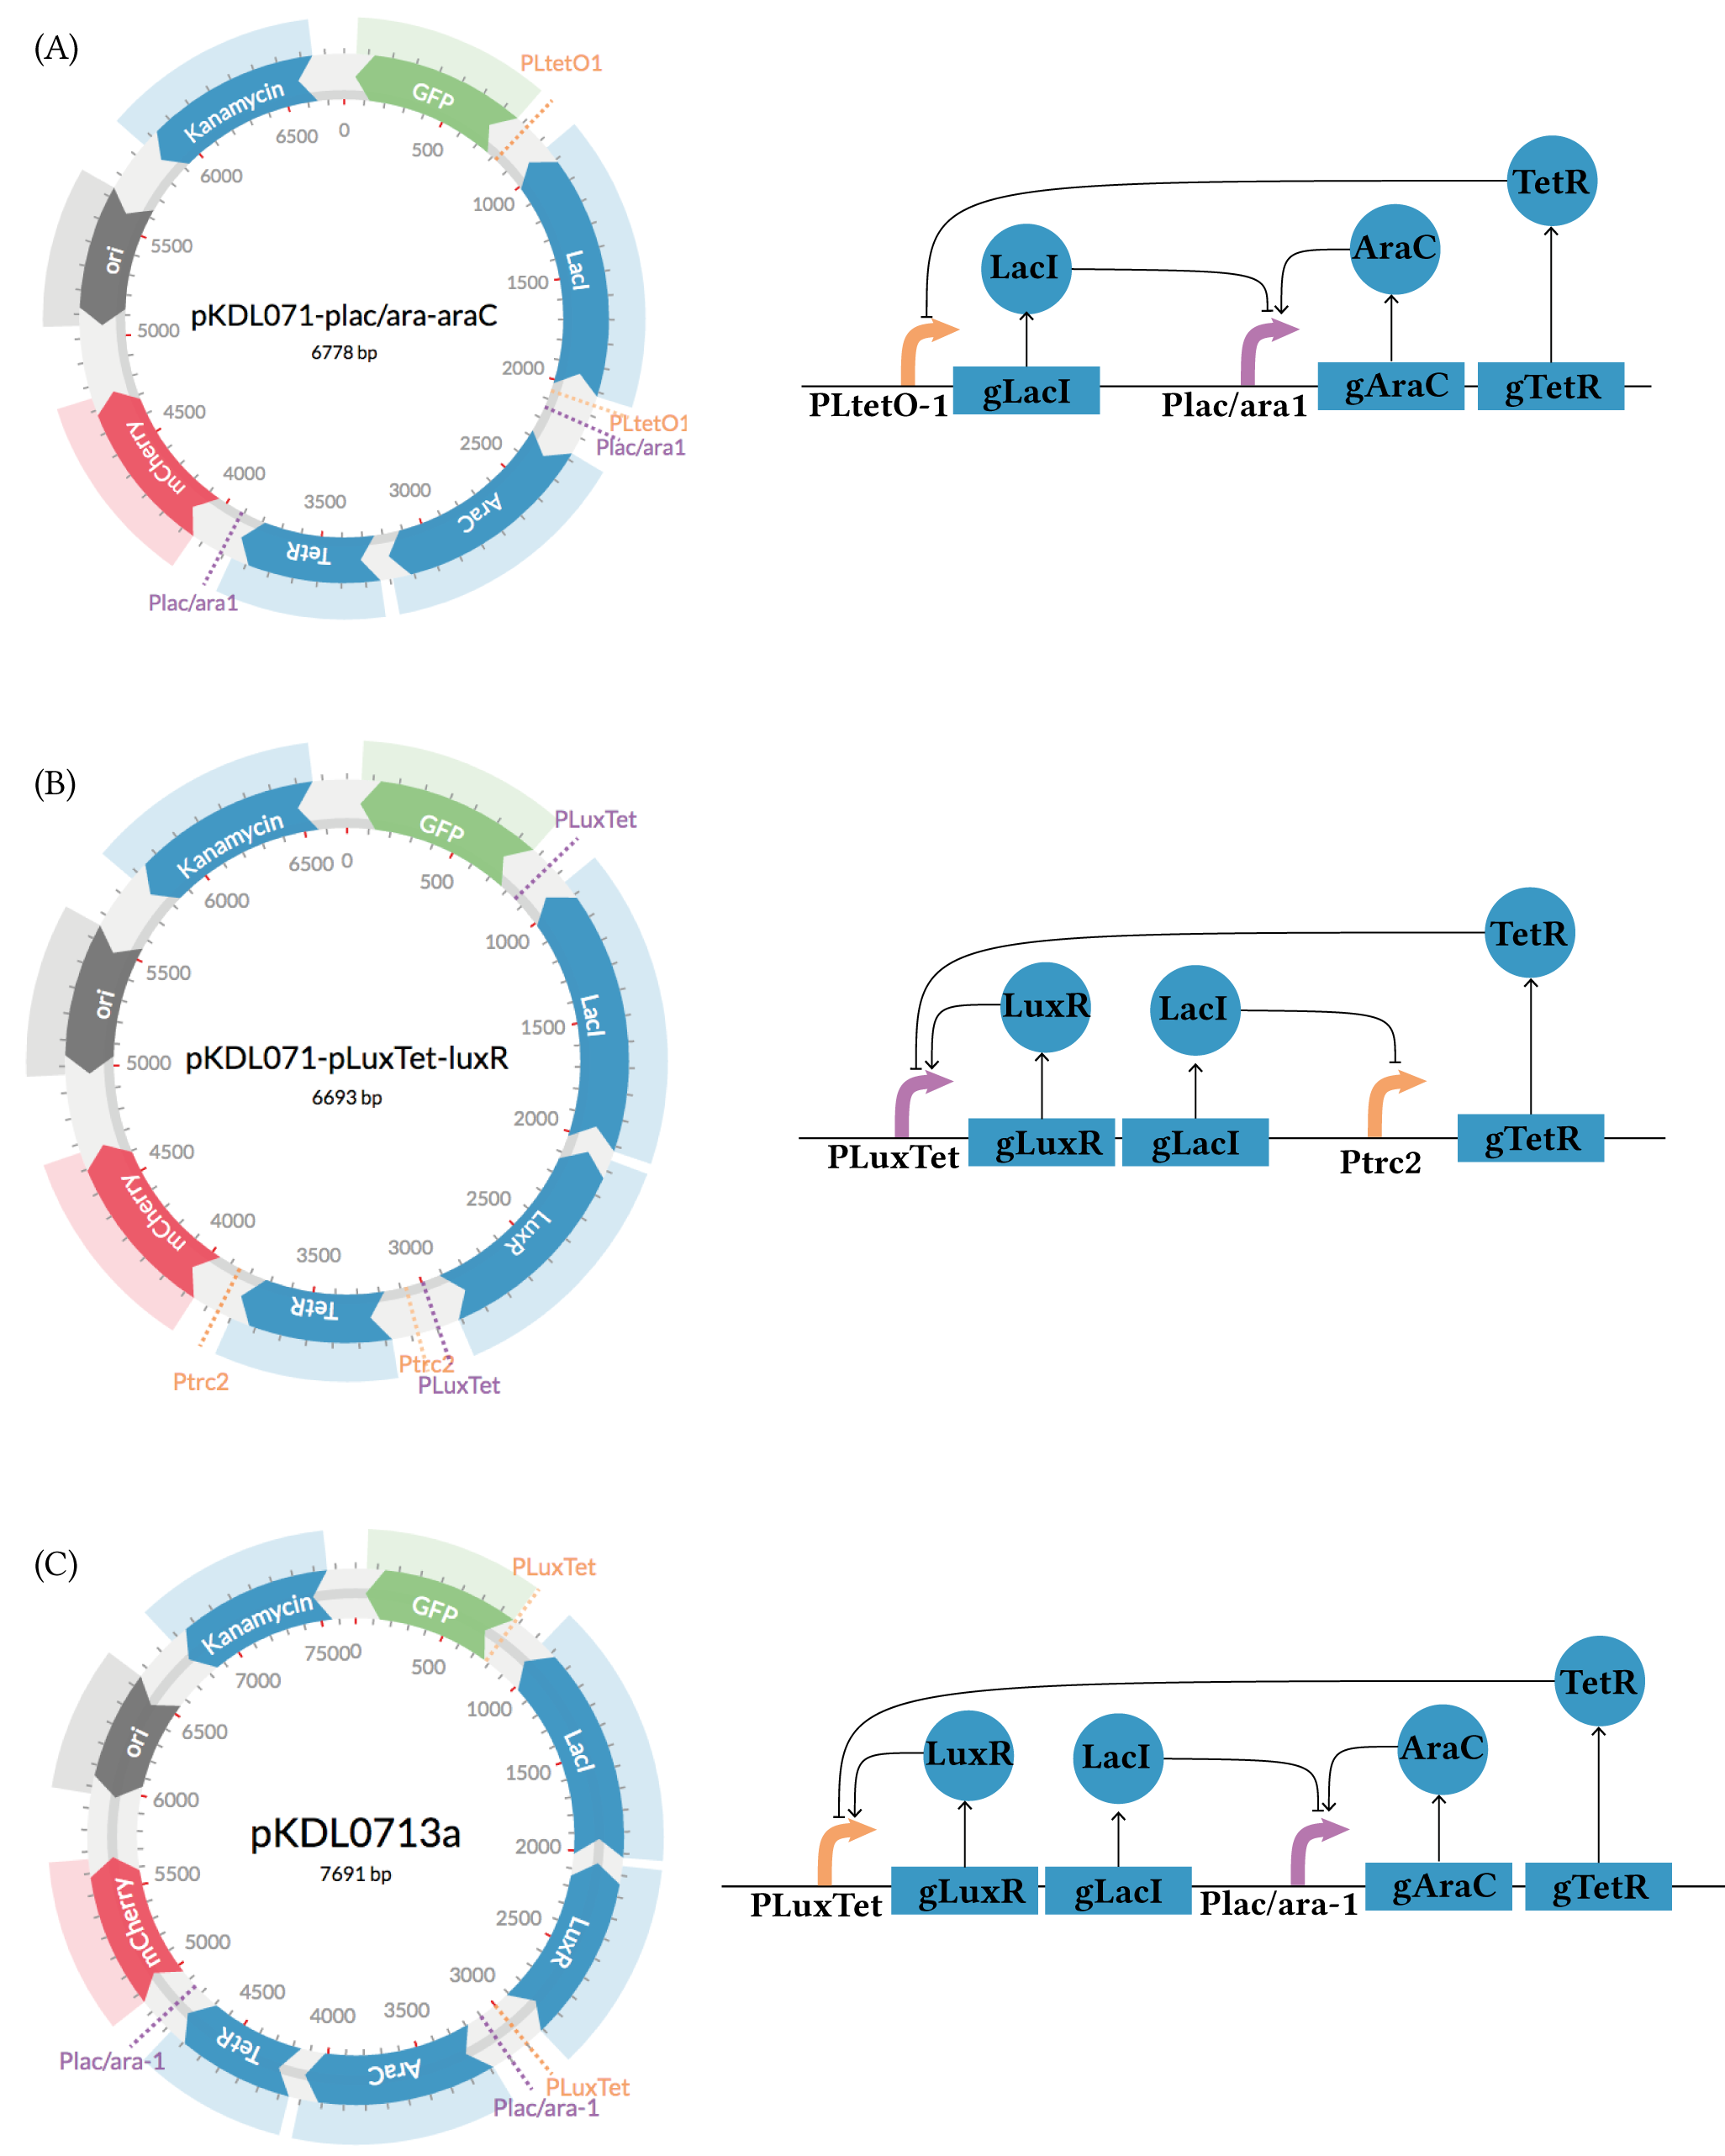 (A)
PLtetO1
Kanamycin
GFP
6500
0
500
6000
1000
ori
5500
LacI
1500
pKDL071-plac/ara-araC
6778 bp
5000
2000
PLtetO1
Plac/ara1
4500
2500
mCherry
4000
3500
3000
AraC
TetR
Plac/ara1
TetR
LacI
AraC
PLtetO-1
gLacI
Plac/ara1
gAraC
gTetR
(B)
PLuxTet
Kanamycin
GFP
6500
0
500
6000
1000
ori
5500
LacI
1500
pKDL071-pLuxTet-luxR
6693 bp
5000
2000
4500
2500
mCherry
LuxR
4000
3500
3000
TetR
Ptrc2
Ptrc2
PLuxTet
TetR
LuxR
LacI
PLuxTet
gLuxR
gLacI
Ptrc2
gTetR
(C)
PLuxTet
Kanamycin
GFP
7500
0
500
7000
1000
ori
6500
LacI
1500
6000
pKDL0713a
7691 bp
2000
5500
2500
mCherry
LuxR
5000
3000
4500
4000
3500
TetR
AraC
Plac/ara-1
PLuxTet
Plac/ara-1
TetR
LuxR
LacI
AraC
PLuxTet
gLuxR
gLacI
Plac/ara-1
gAraC
gTetR